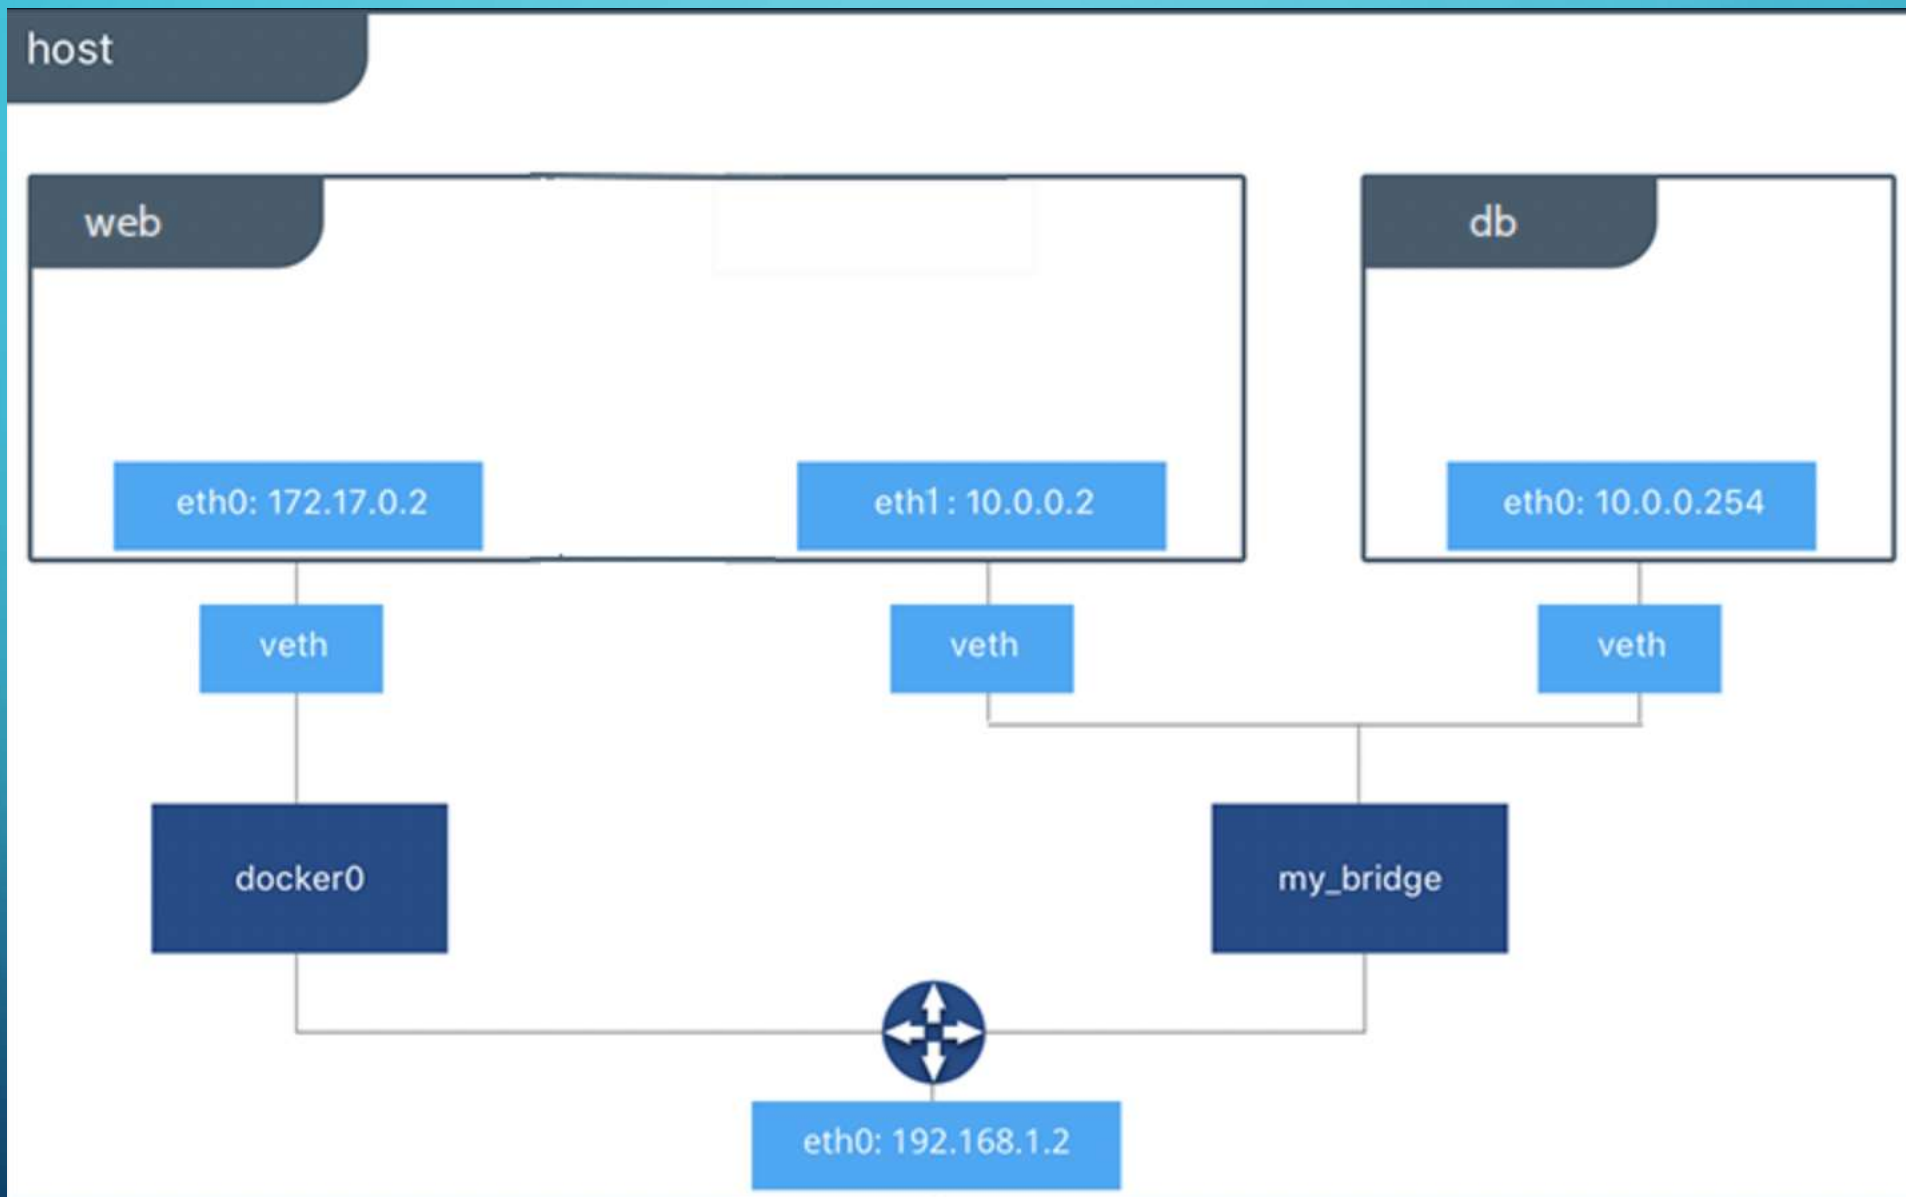 host
web
db
eth0: 172.17.0.2
eth1 : 10.0.0.2
eth0: 10.0.0.254
veth
veth
veth
docker0
my_bridge
eth0: 192.168.1.2